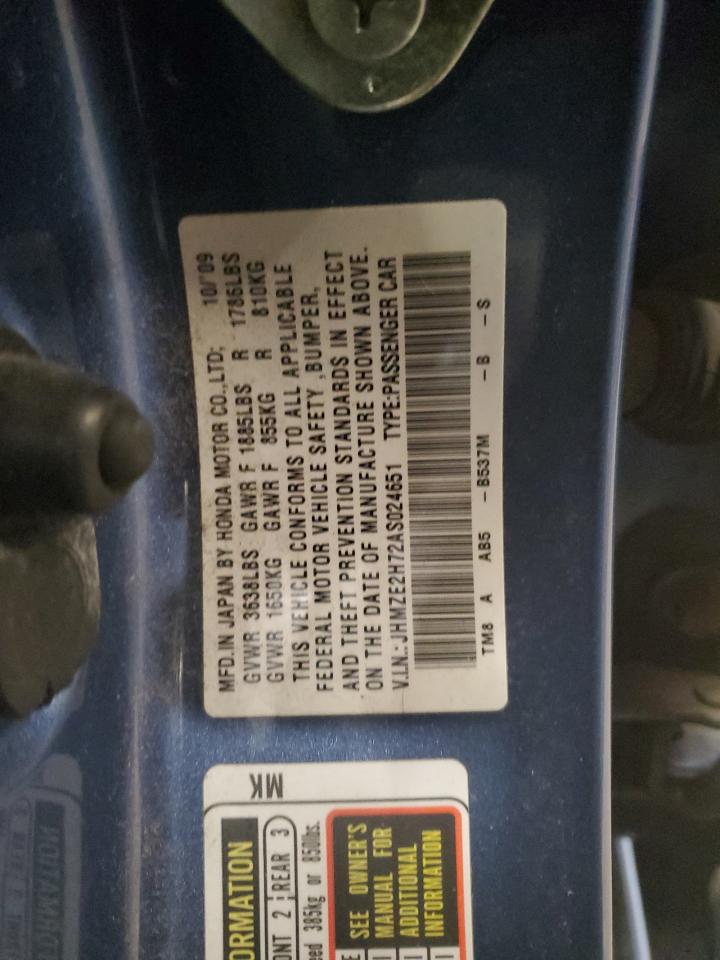 MFD.IN JAPAN BY HONDA MOTOR CO.,LTD; 10/'09
GVWR 3638LBS GAWR F 1885LBS R 1785LBS
GVWR 1650KG GAWR F 855KG R 810KG
THIS VEHICLE CONFORMS TO ALL APPLICABLE
FEDERAL MOTOR VEHICLE SAFETY ,BUMPER,
AND THEFT PREVENTION STANDARDS IN EFFECT
ON THE DATE OF MANUFACTURE SHOWN ABOVE.
V.I.N.: JHMZE2H72AS024651 TYPE:PASSENGER CAR
TM8 A AB5 -B537M -B -S
MK
ORMATION
ONT 2 REAR 3
eed 385kg or 850lbs.
SEE OWNER'S
MANUAL FOR
ADDITIONAL
INFORMATION